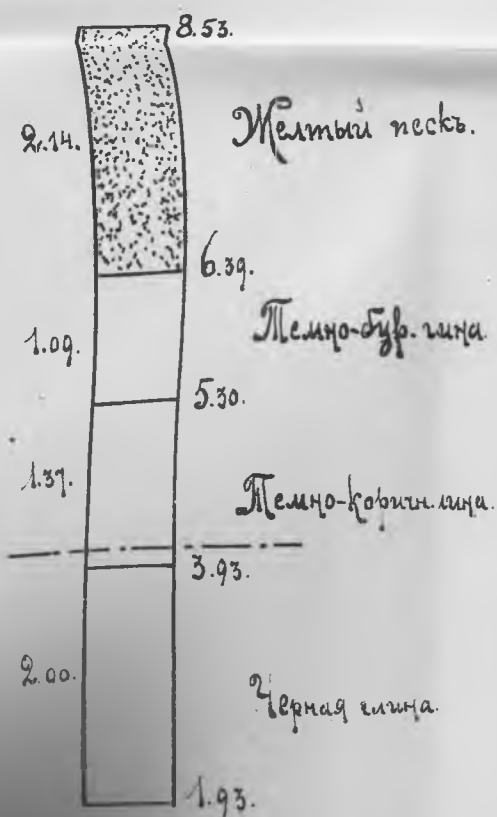 8.53.
2.14. Желтый пескъ.
6.39.
1.09. Темно-бур. глина
5.30.
1.37. Темно-коричн. глина.
3.93.
2.00. Черная глина.
1.93.